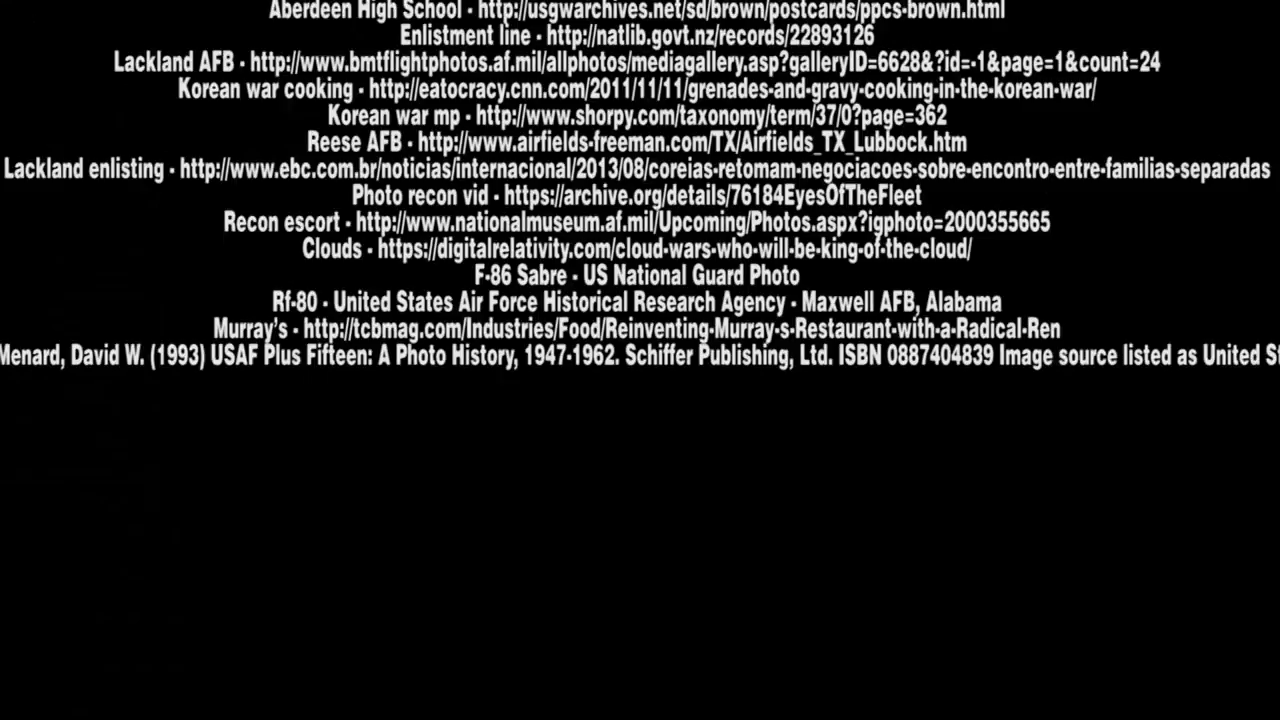 Aberdeen High School - http://usgwarchives.net/sd/brown/postcards/ppcs-brown.html
Enlistment line - http://natlib.govt.nz/records/22893126
Lackland AFB - http://www.bmtflightphotos.af.mil/allphotos/mediagallery.asp?galleryID=6628&?id=-1&page=1&count=24
Korean war cooking - http://eatocracy.cnn.com/2011/11/11/grenades-and-gravy-cooking-in-the-korean-war/
Korean war mp - http://www.shorpy.com/taxonomy/term/37/0?page=362
Reese AFB - http://www.airfields-freeman.com/TX/Airfields_TX_Lubbock.htm
Lackland enlisting - http://www.ebc.com.br/noticias/internacional/2013/08/coreias-retomam-negociacoes-sobre-encontro-entre-familias-separadas
Photo recon vid - https://archive.org/details/76184EyesOfTheFleet
Recon escort - http://www.nationalmuseum.af.mil/Upcoming/Photos.aspx?igphoto=2000355665
Clouds - https://digitalrelativity.com/cloud-wars-who-will-be-king-of-the-cloud/
F-86 Sabre - US National Guard Photo
Rf-80 - United States Air Force Historical Research Agency - Maxwell AFB, Alabama
Murray's - http://tcbmag.com/Industries/Food/Reinventing-Murray-s-Restaurant-with-a-Radical-Ren
Menard, David W. (1993) USAF Plus Fifteen: A Photo History, 1947-1962. Schiffer Publishing, Ltd. ISBN 0887404839 Image source listed as United